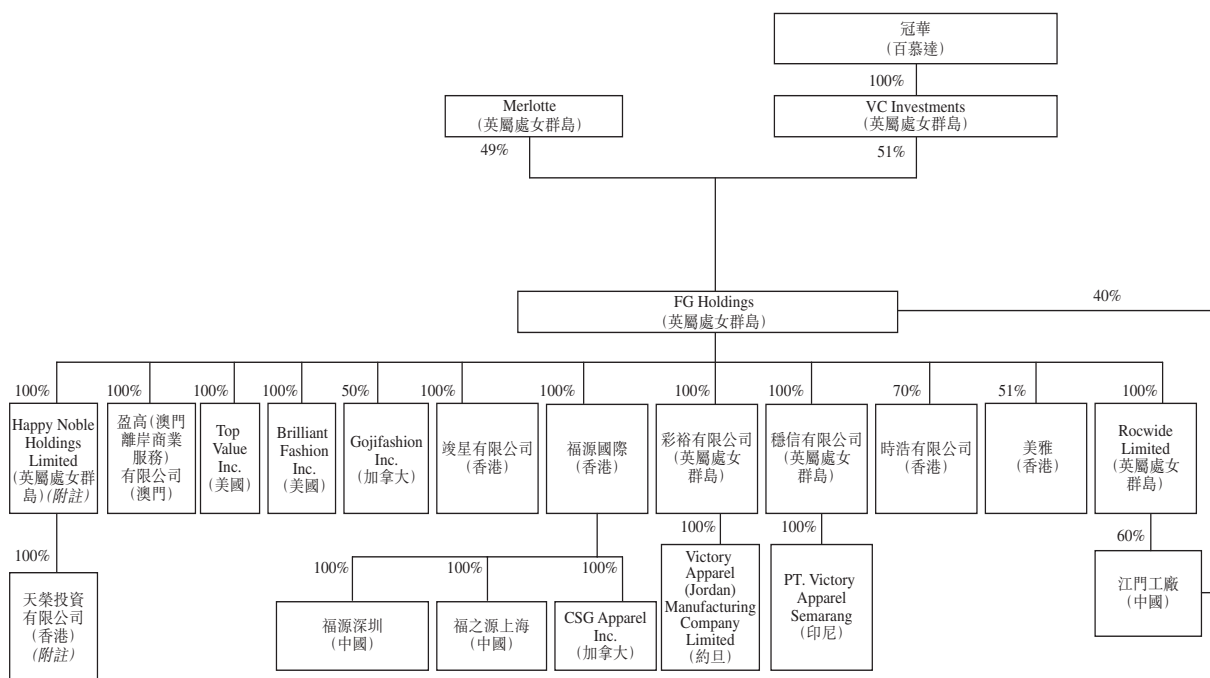 冠華
(百慕達)
100%
Merlotte
(英屬處女群島)
VC Investments
(英屬處女群島)
49%
51%
FG Holdings
(英屬處女群島)
40%
100%
100%
100%
100%
50%
100%
100%
100%
100%
70%
51%
100%
Happy Noble
Holdings
Limited
(英屬處女群
島)(附註)
盈高(澳門
離岸商業
服務)
有限公司
(澳門)
Top
Value
Inc.
(美國)
Brilliant
Fashion Inc.
(美國)
Gojifashion
Inc.
(加拿大)
竣星有限公司
(香港)
福源國際
(香港)
彩裕有限公司
(英屬處女
群島)
穩信有限公司
(英屬處女
群島)
時浩有限公司
(香港)
美雅
(香港)
Rocwide
Limited
(英屬處女
群島)
100%
100%
100%
100%
100%
100%
60%
天榮投資
有限公司
(香港)
(附註)
福源深圳
(中國)
福之源上海
(中國)
CSG Apparel
Inc.
(加拿大)
Victory
Apparel
(Jordan)
Manufacturing
Company
Limited
(約旦)
PT. Victory
Apparel
Semarang
(印尼)
江門工廠
(中國)